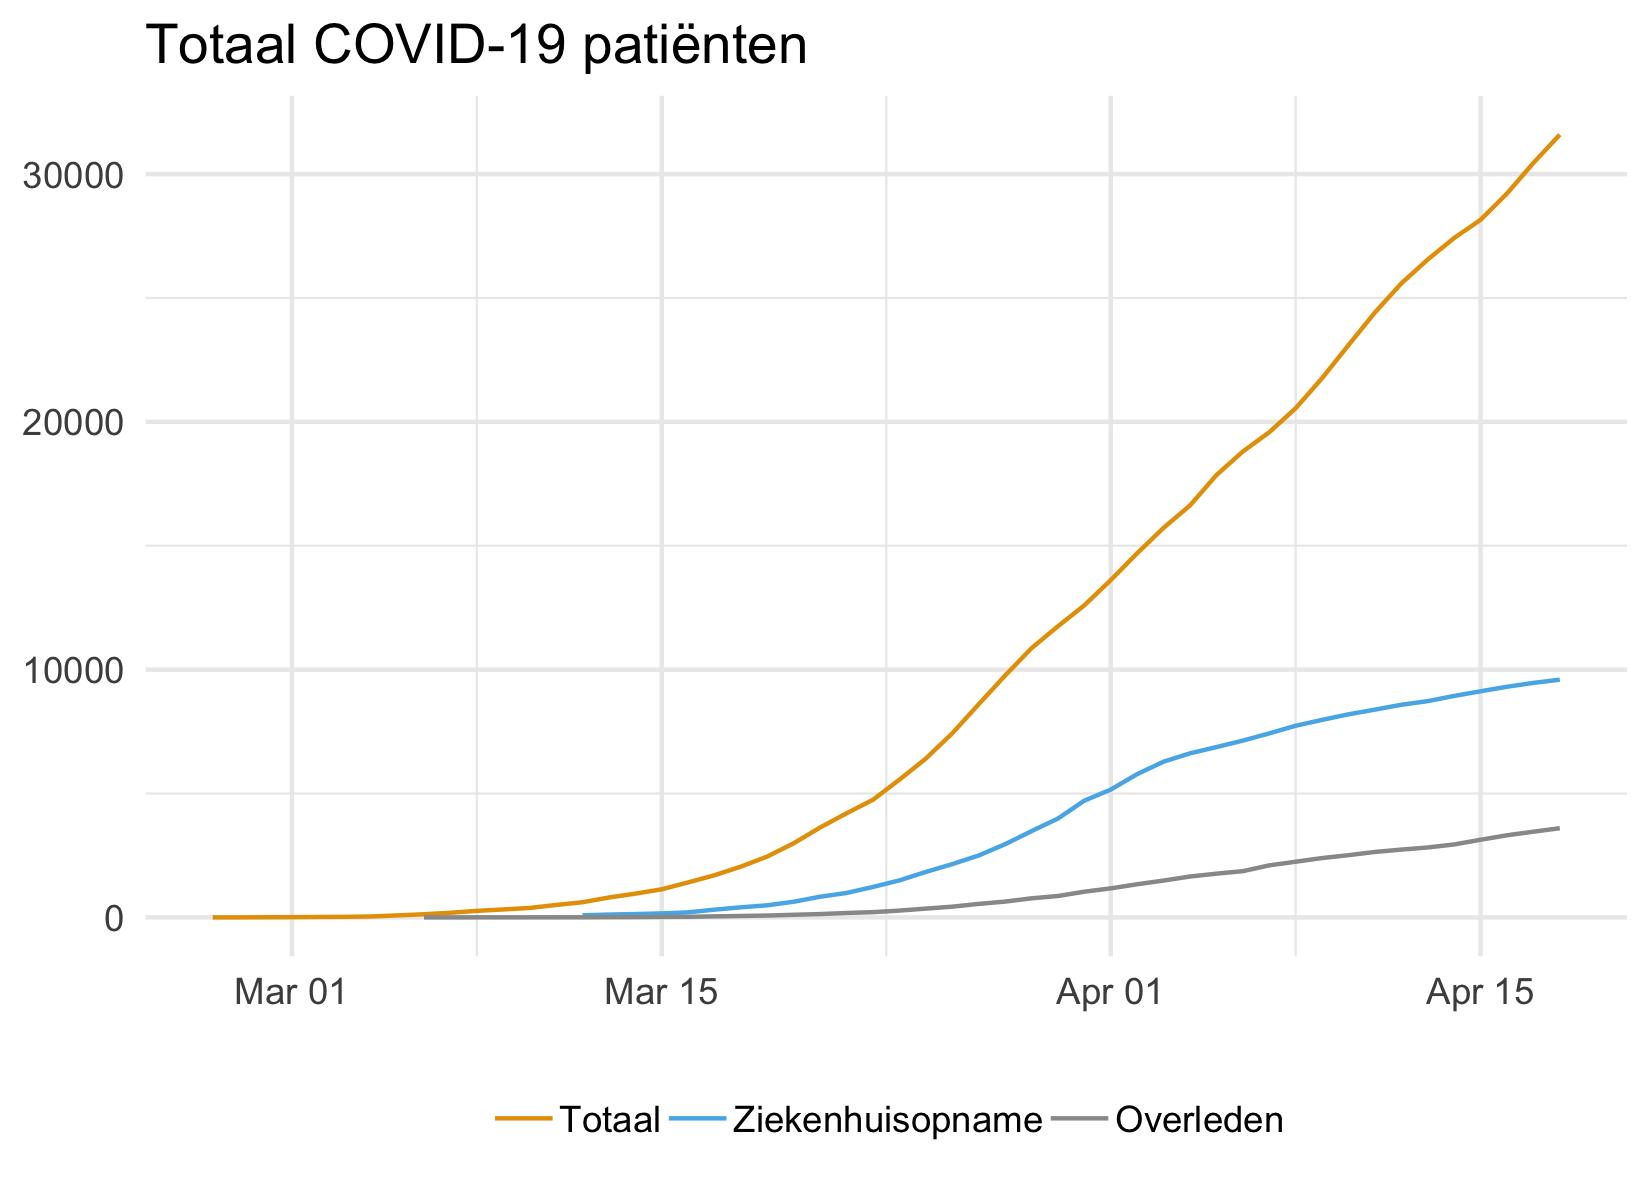 Totaal COVID-19 patiënten
30000
20000
10000
0
Mar 01 Mar 15 Apr 01 Apr 15
Totaal Ziekenhuisopname Overleden